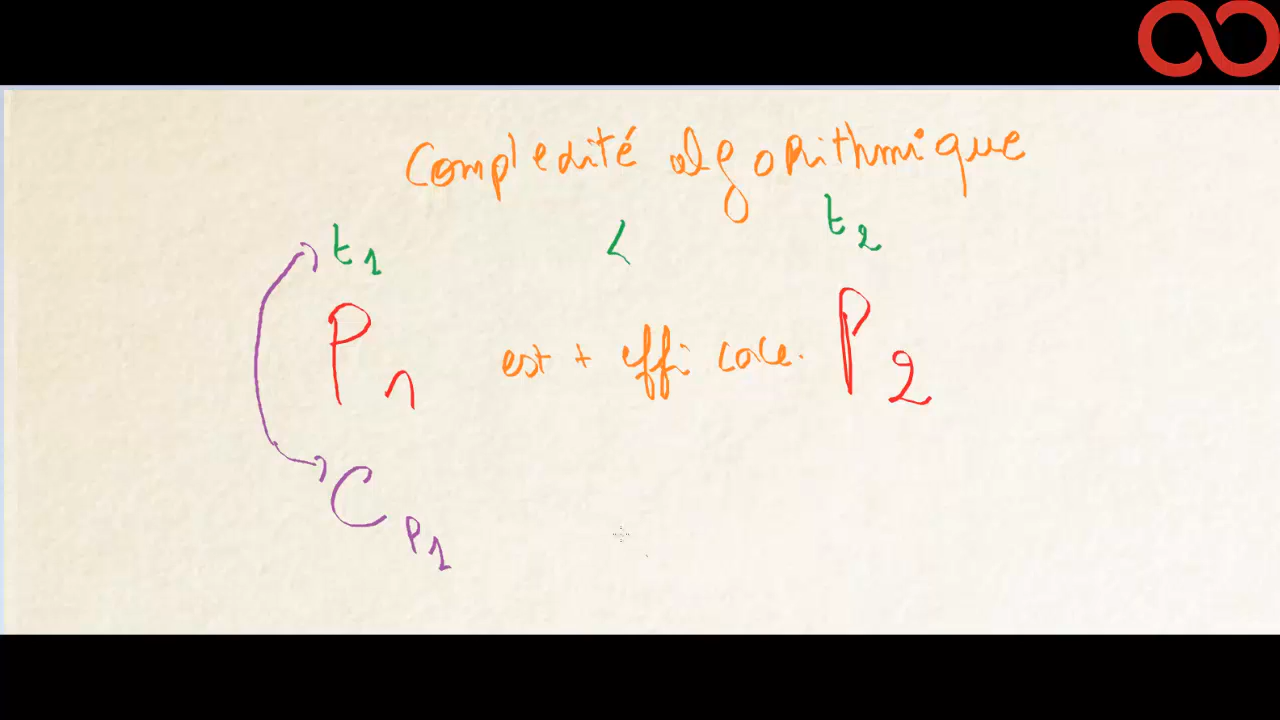 Complexité algorithmique
t1 < t2
P1 est + efficace. P2
CP1